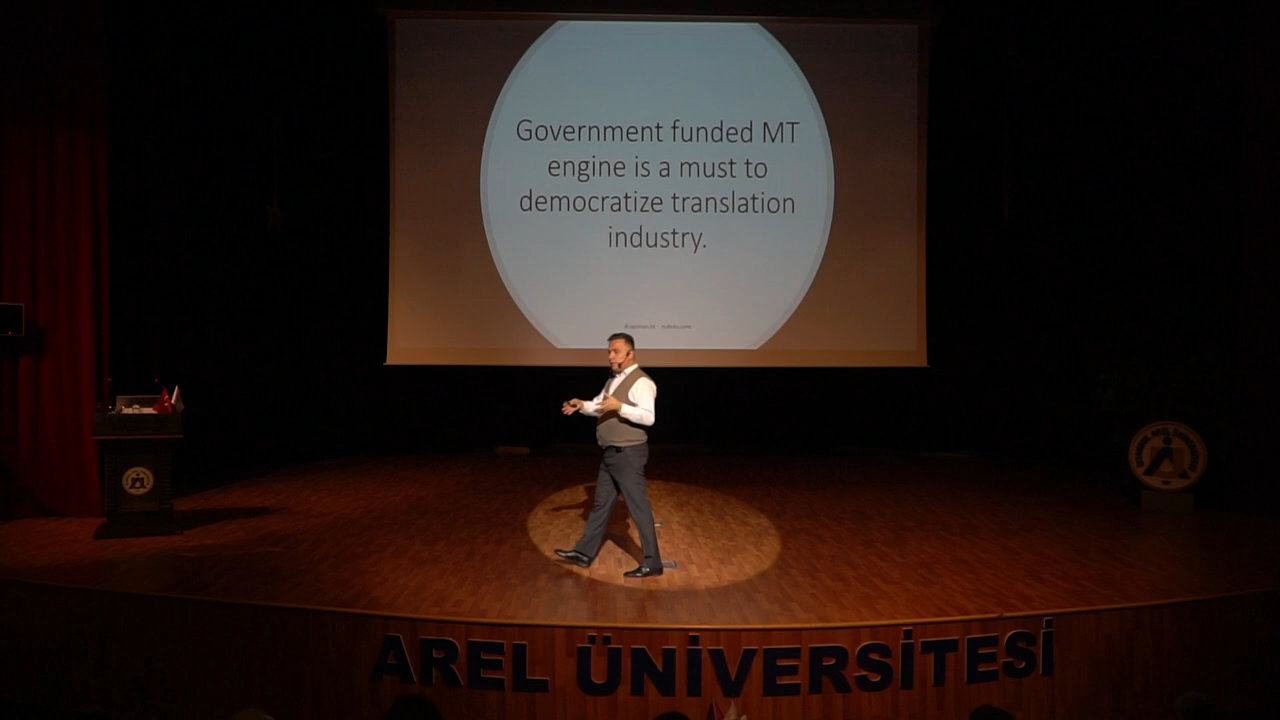 Government funded MT
engine is a must to
democratize translation
industry.
AREL ÜNİVERSİTESİ